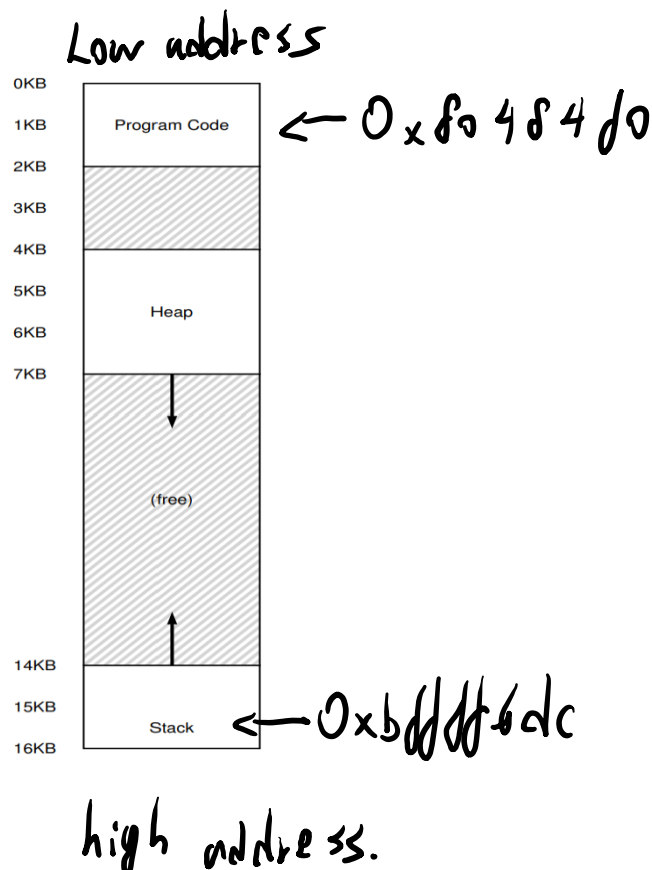 Low address
0KB
1KB
Program Code
0x80484d0
2KB
3KB
4KB
5KB
Heap
6KB
7KB
(free)
14KB
15KB
Stack
0xbffff6dc
16KB
high address.